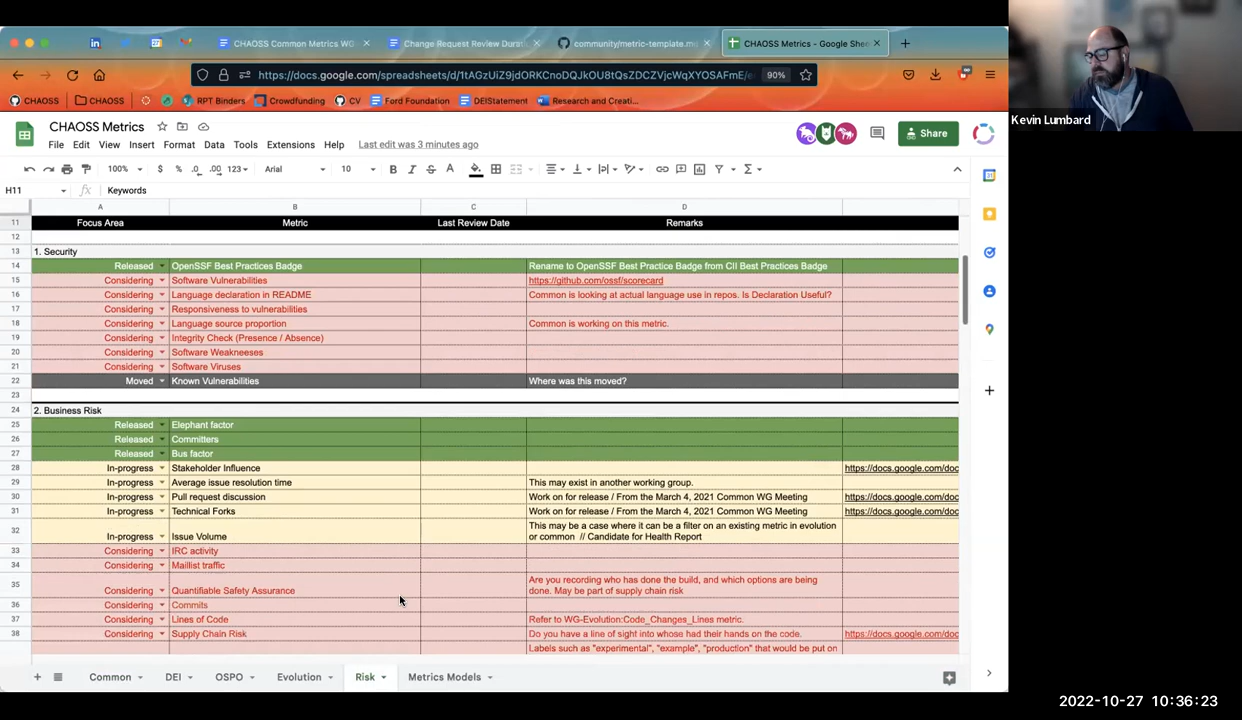 CHAOSS Common Metrics WG
Change Request Review Durati
community/metric-template.m
CHAOSS Metrics - Google She
https://docs.google.com/spreadsheets/d/1tAGzUiZ9jdORKCnoDQJkOU8tQsZDCZVjcWqXYOSAFmE/e
90%
CHAOSS
CHAOSS
RPT Binders
Crowdfunding
CV
Ford Foundation
DEIStatement
Research and Creati...
Kevin Lumbard
CHAOSS Metrics
File Edit View Insert Format Data Tools Extensions Help Last edit was 3 minutes ago
Share
100% $ % .0 .00 123 Arial 10 B I S A
H11 fx Keywords
A B C D
11 Focus Area Metric Last Review Date Remarks
12
13 1. Security
14 Released OpenSSF Best Practices Badge Rename to OpenSSF Best Practice Badge from CII Best Practices Badge
15 Considering Software Vulnerabilities https://github.com/ossf/scorecard
16 Considering Language declaration in README Common is looking at actual language use in repos. Is Declaration Useful?
17 Considering Responsiveness to vulnerabilities
18 Considering Language source proportion Common is working on this metric.
19 Considering Integrity Check (Presence / Absence)
20 Considering Software Weakneeses
21 Considering Software Viruses
22 Moved Known Vulnerabilities Where was this moved?
23
24 2. Business Risk
25 Released Elephant factor
26 Released Committers
27 Released Bus factor
28 In-progress Stakeholder Influence https://docs.google.com/doc
29 In-progress Average issue resolution time This may exist in another working group.
30 In-progress Pull request discussion Work on for release / From the March 4, 2021 Common WG Meeting https://docs.google.com/doc
31 In-progress Technical Forks Work on for release / From the March 4, 2021 Common WG Meeting https://docs.google.com/doc
This may be a case where it can be a filter on an existing metric in evolution
32 In-progress Issue Volume or common // Candidate for Health Report
33 Considering IRC activity
34 Considering Maillist traffic
Are you recording who has done the build, and which options are being
35 Considering Quantifiable Safety Assurance done. May be part of supply chain risk
36 Considering Commits
37 Considering Lines of Code Refer to WG-Evolution:Code_Changes_Lines metric.
38 Considering Supply Chain Risk Do you have a line of sight into whose had their hands on the code. https://docs.google.com/doc
Labels such as "experimental", "example", "production" that would be put on
Common DEI OSPO Evolution Risk Metrics Models
2022-10-27 10:36:23